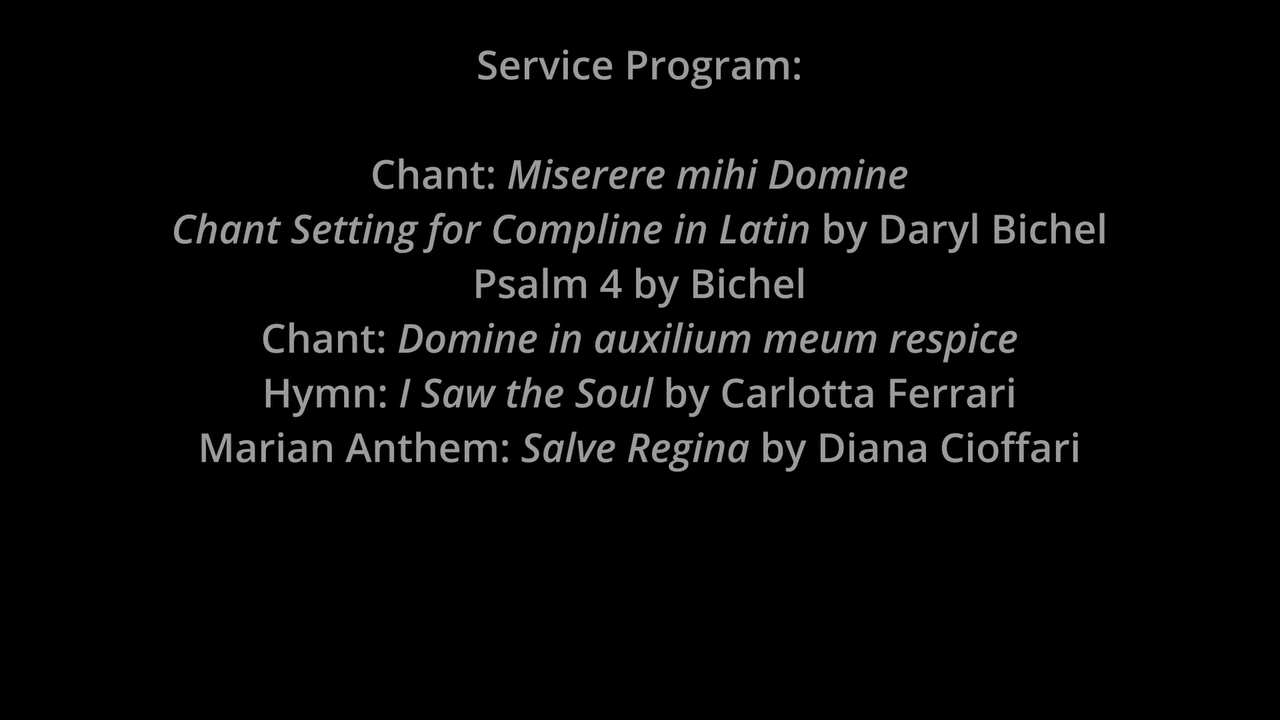 Service Program:
Chant: Miserere mihi Domine
Chant Setting for Compline in Latin by Daryl Bichel
Psalm 4 by Bichel
Chant: Domine in auxilium meum respice
Hymn: I Saw the Soul by Carlotta Ferrari
Marian Anthem: Salve Regina by Diana Cioffari